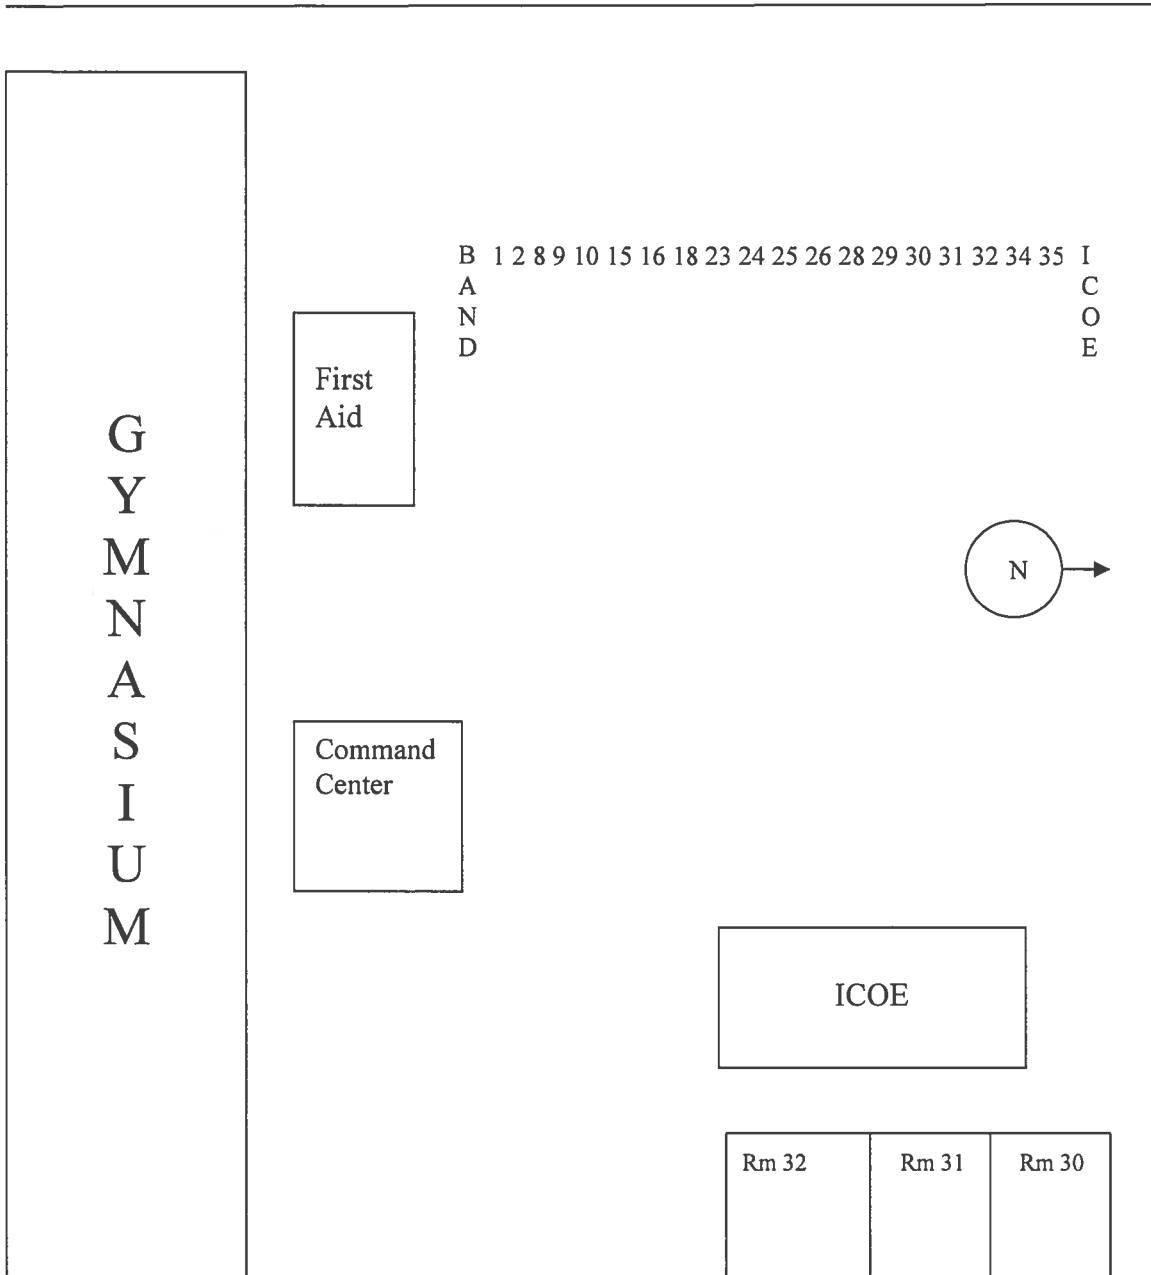 B 1 2 8 9 10 15 16 18 23 24 25 26 28 29 30 31 32 34 35 I
A C
N O
D E
First
Aid
G
Y
M
N
A
S
I
U
M
N
Command
Center
ICOE
Rm 32 Rm 31 Rm 30